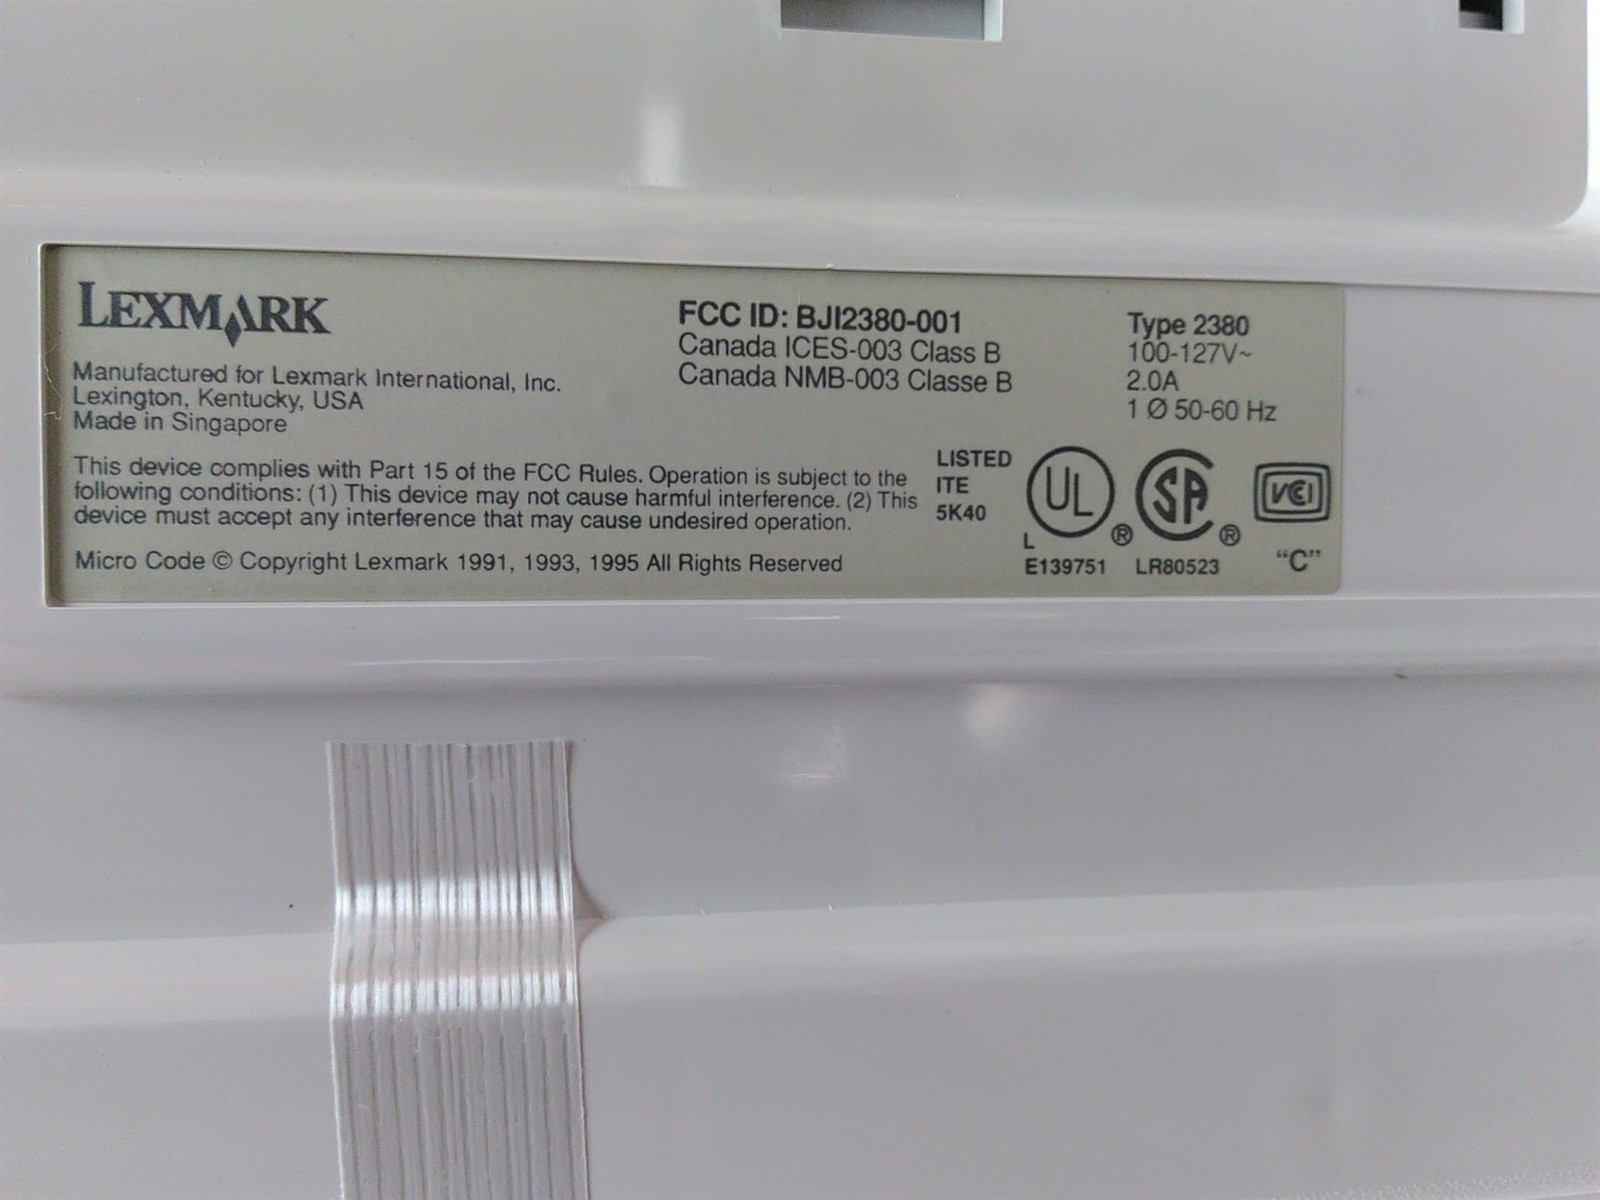 LEXMARK
Manufactured for Lexmark International, Inc.
Lexington, Kentucky, USA
Made in Singapore
FCC ID: BJI2380-001
Canada ICES-003 Class B
Canada NMB-003 Classe B
Type 2380
100-127V~
2.0A
1 Ø 50-60 Hz
This device complies with Part 15 of the FCC Rules. Operation is subject to the
following conditions: (1) This device may not cause harmful interference. (2) This
device must accept any interference that may cause undesired operation.
Micro Code © Copyright Lexmark 1991, 1993, 1995 All Rights Reserved
LISTED
ITE
5K40
UL ®
L
E139751
SA ®
LR80523
VCI
“C”